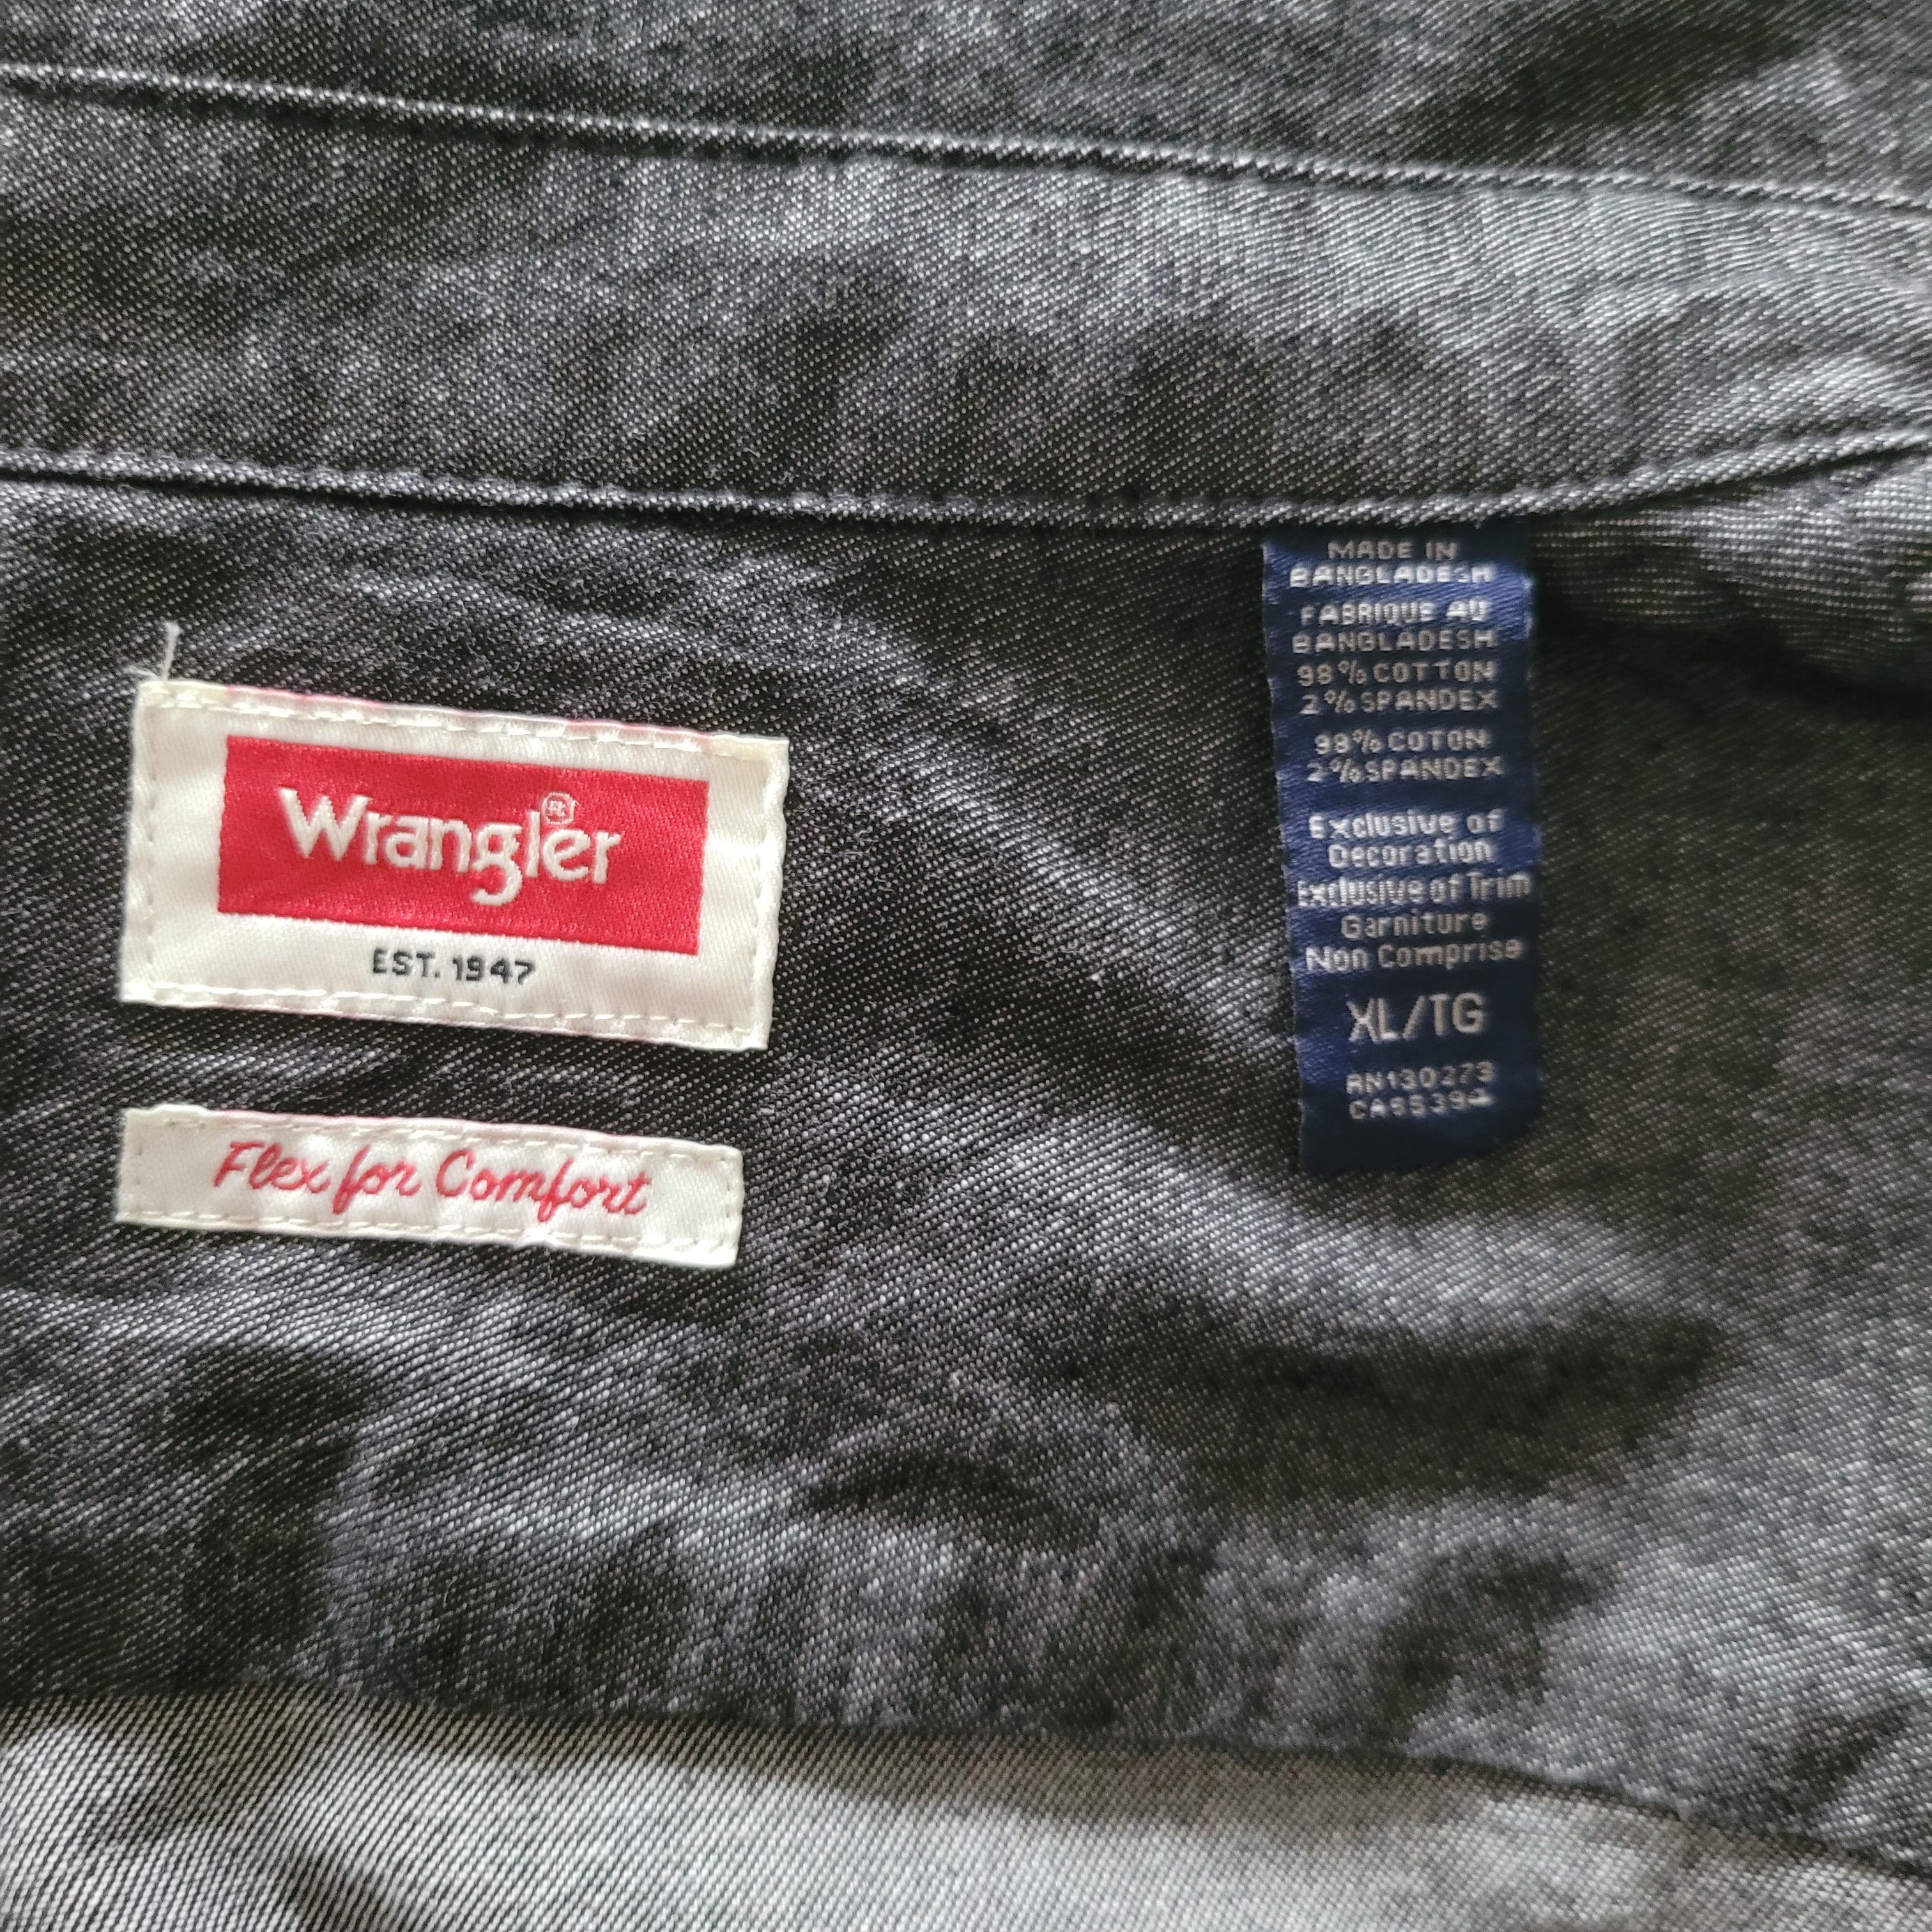 Wrangler®
EST. 1947
Flex for Comfort
MADE IN
BANGLADESH
FABRIQUE AU
BANGLADESH
98% COTTON
2% SPANDEX
98% COTON
2% SPANDEX
Exclusive of
Decoration
Exclusive of Trim
Garniture
Non Comprise
XL/TG
RN130273
CA55394